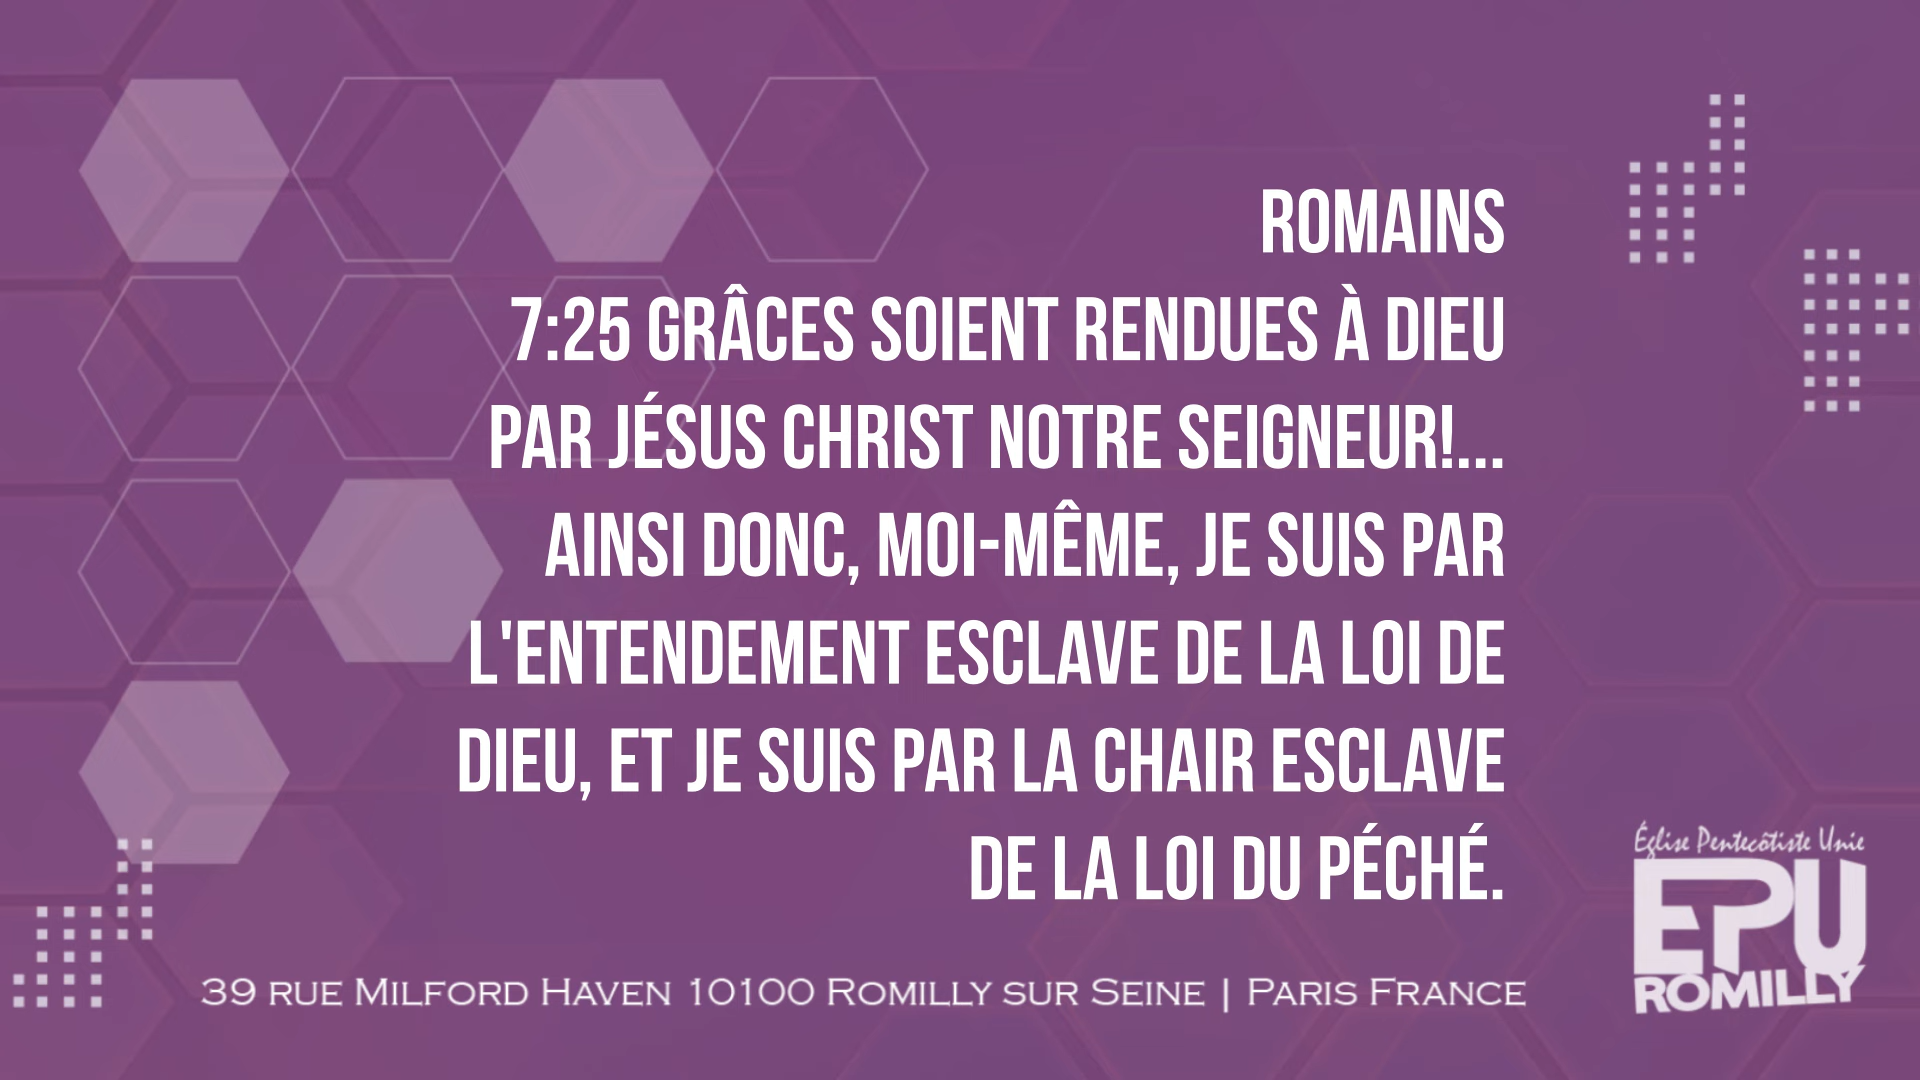 ROMAINS
7:25 GRÂCES SOIENT RENDUES À DIEU
PAR JÉSUS CHRIST NOTRE SEIGNEUR!...
AINSI DONC, MOI-MÊME, JE SUIS PAR
L'ENTENDEMENT ESCLAVE DE LA LOI DE
DIEU, ET JE SUIS PAR LA CHAIR ESCLAVE
DE LA LOI DU PÉCHÉ.
Église Pentecôtiste Unie
EPU
ROMILLY
39 RUE MILFORD HAVEN 10100 ROMILLY SUR SEINE | PARIS FRANCE